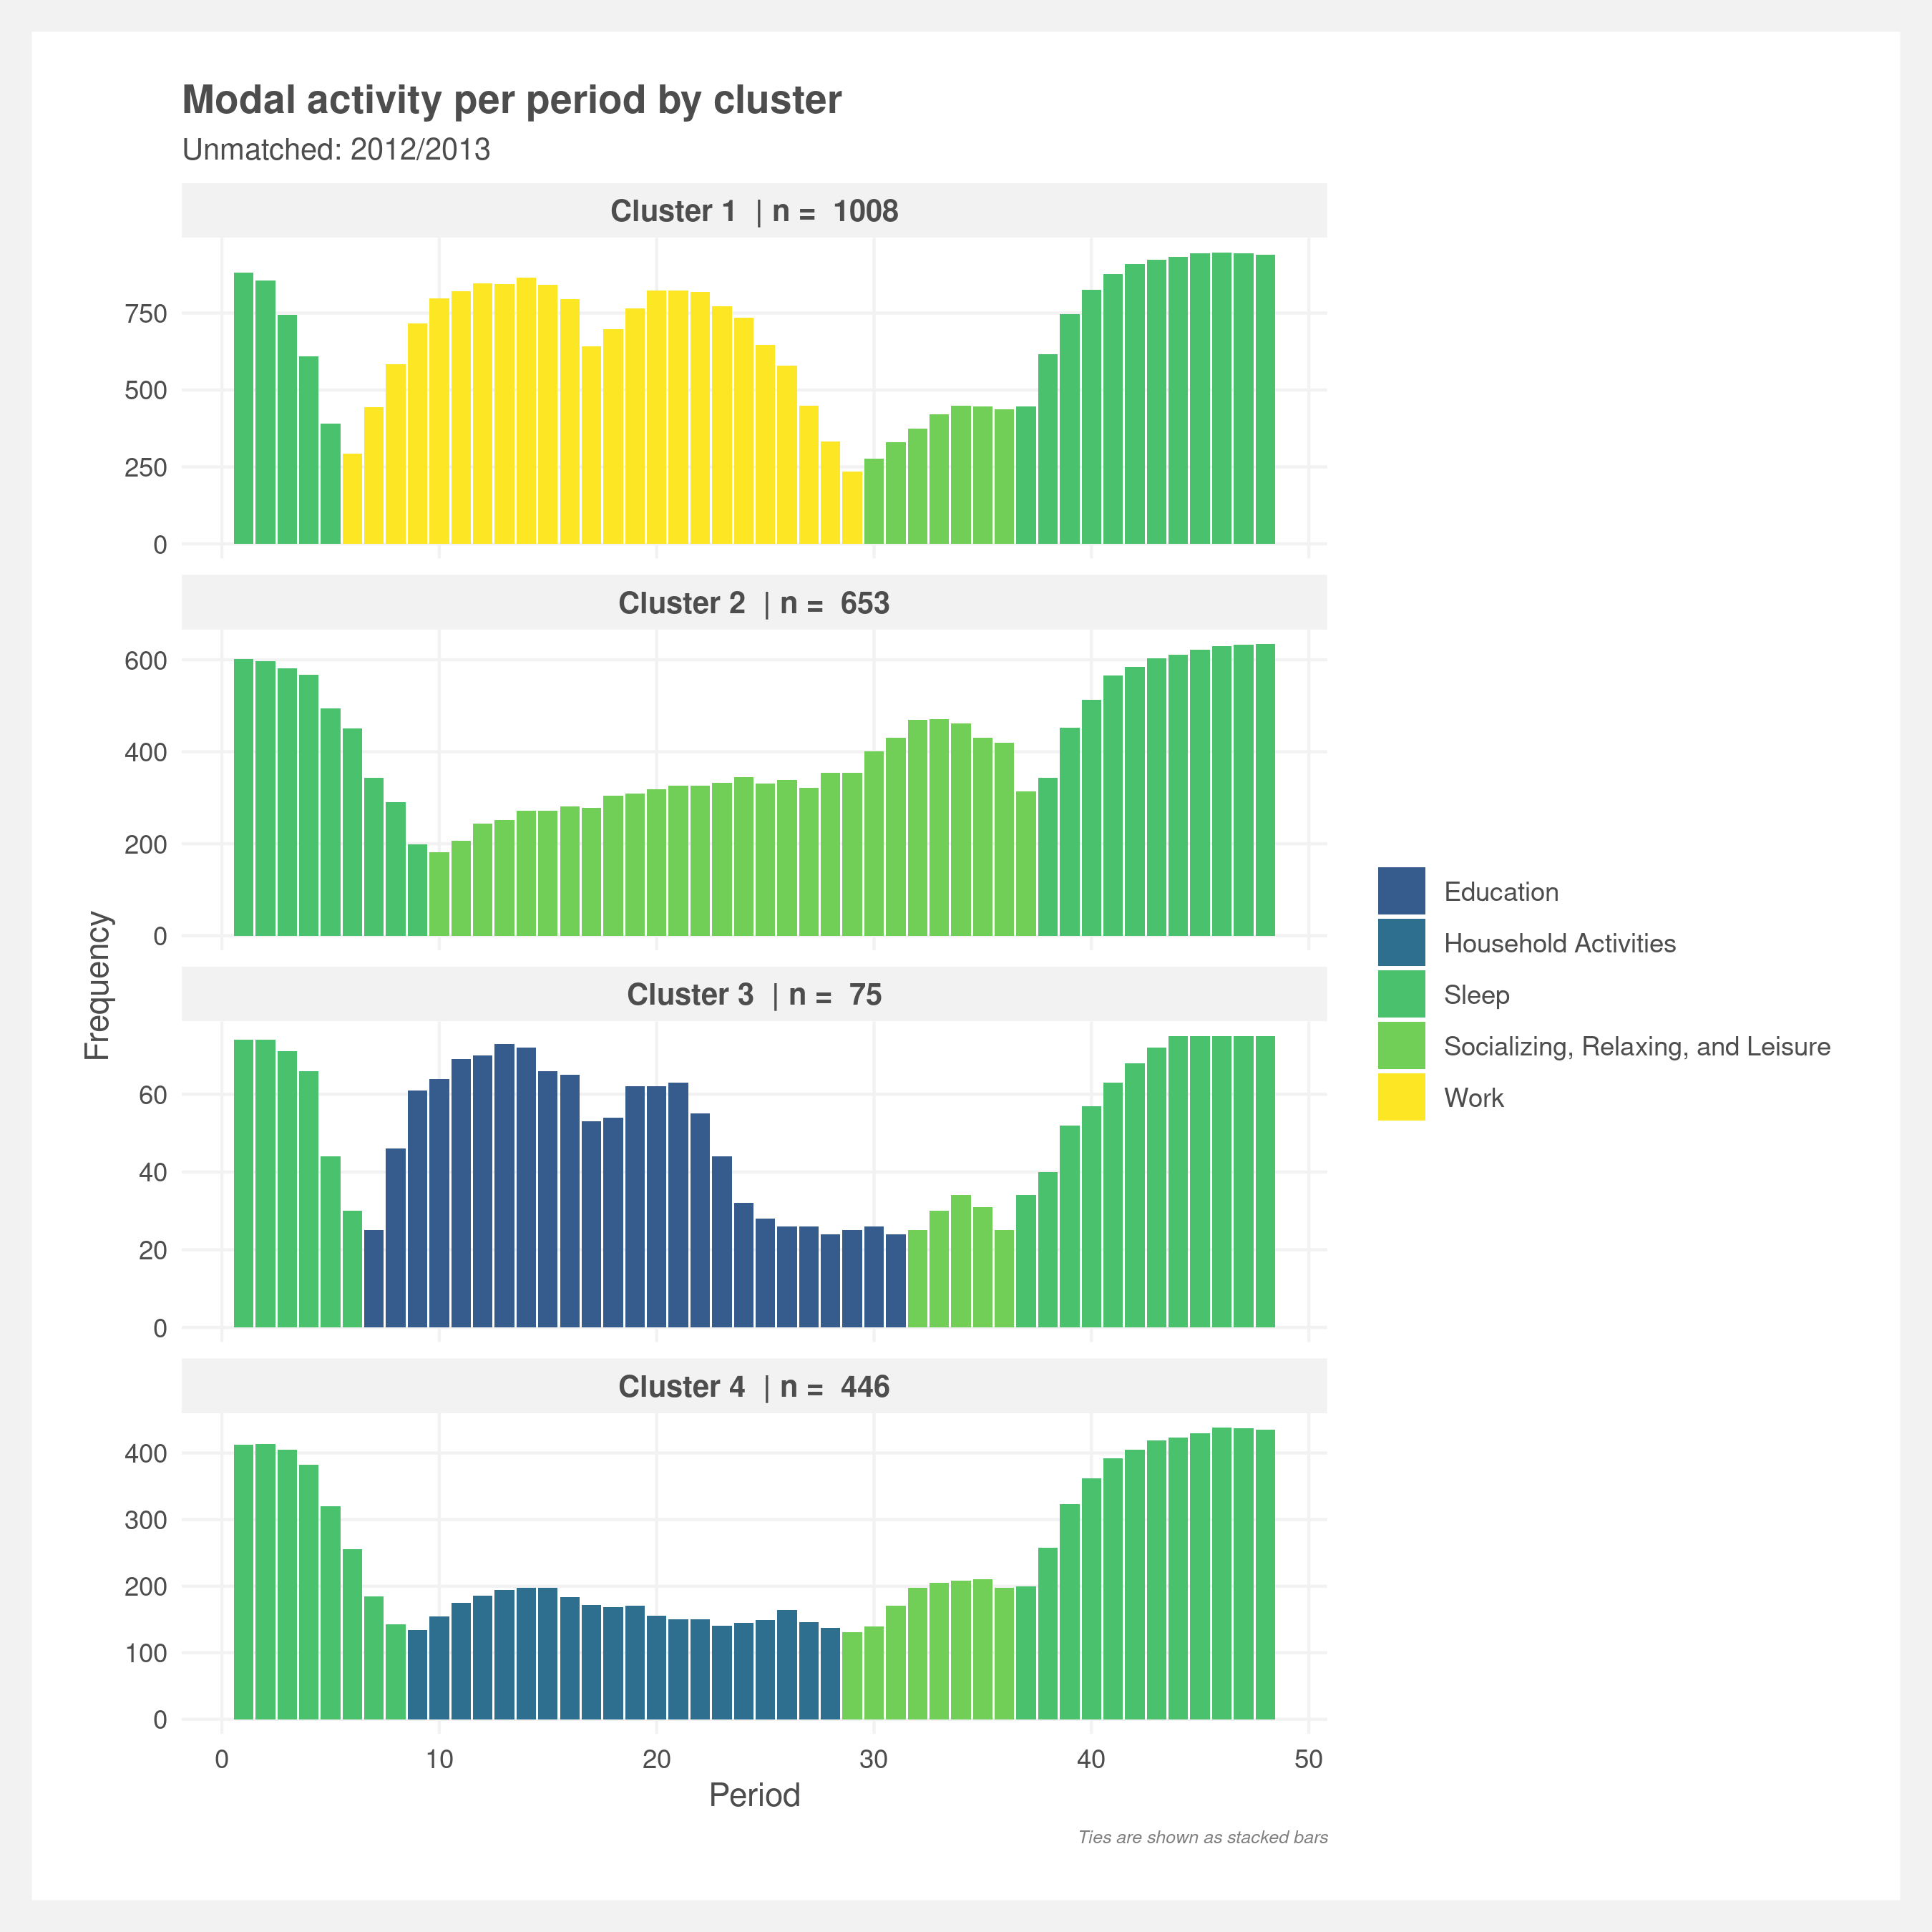 Modal activity per period by cluster
Unmatched: 2012/2013
Cluster 1 | n = 1008
750
500
250
0
Cluster 2 | n = 653
600
400
200
0
Cluster 3 | n = 75
60
40
20
0
Cluster 4 | n = 446
400
300
200
100
0
0 10 20 30 40 50
Period
Frequency
Education
Household Activities
Sleep
Socializing, Relaxing, and Leisure
Work
Ties are shown as stacked bars